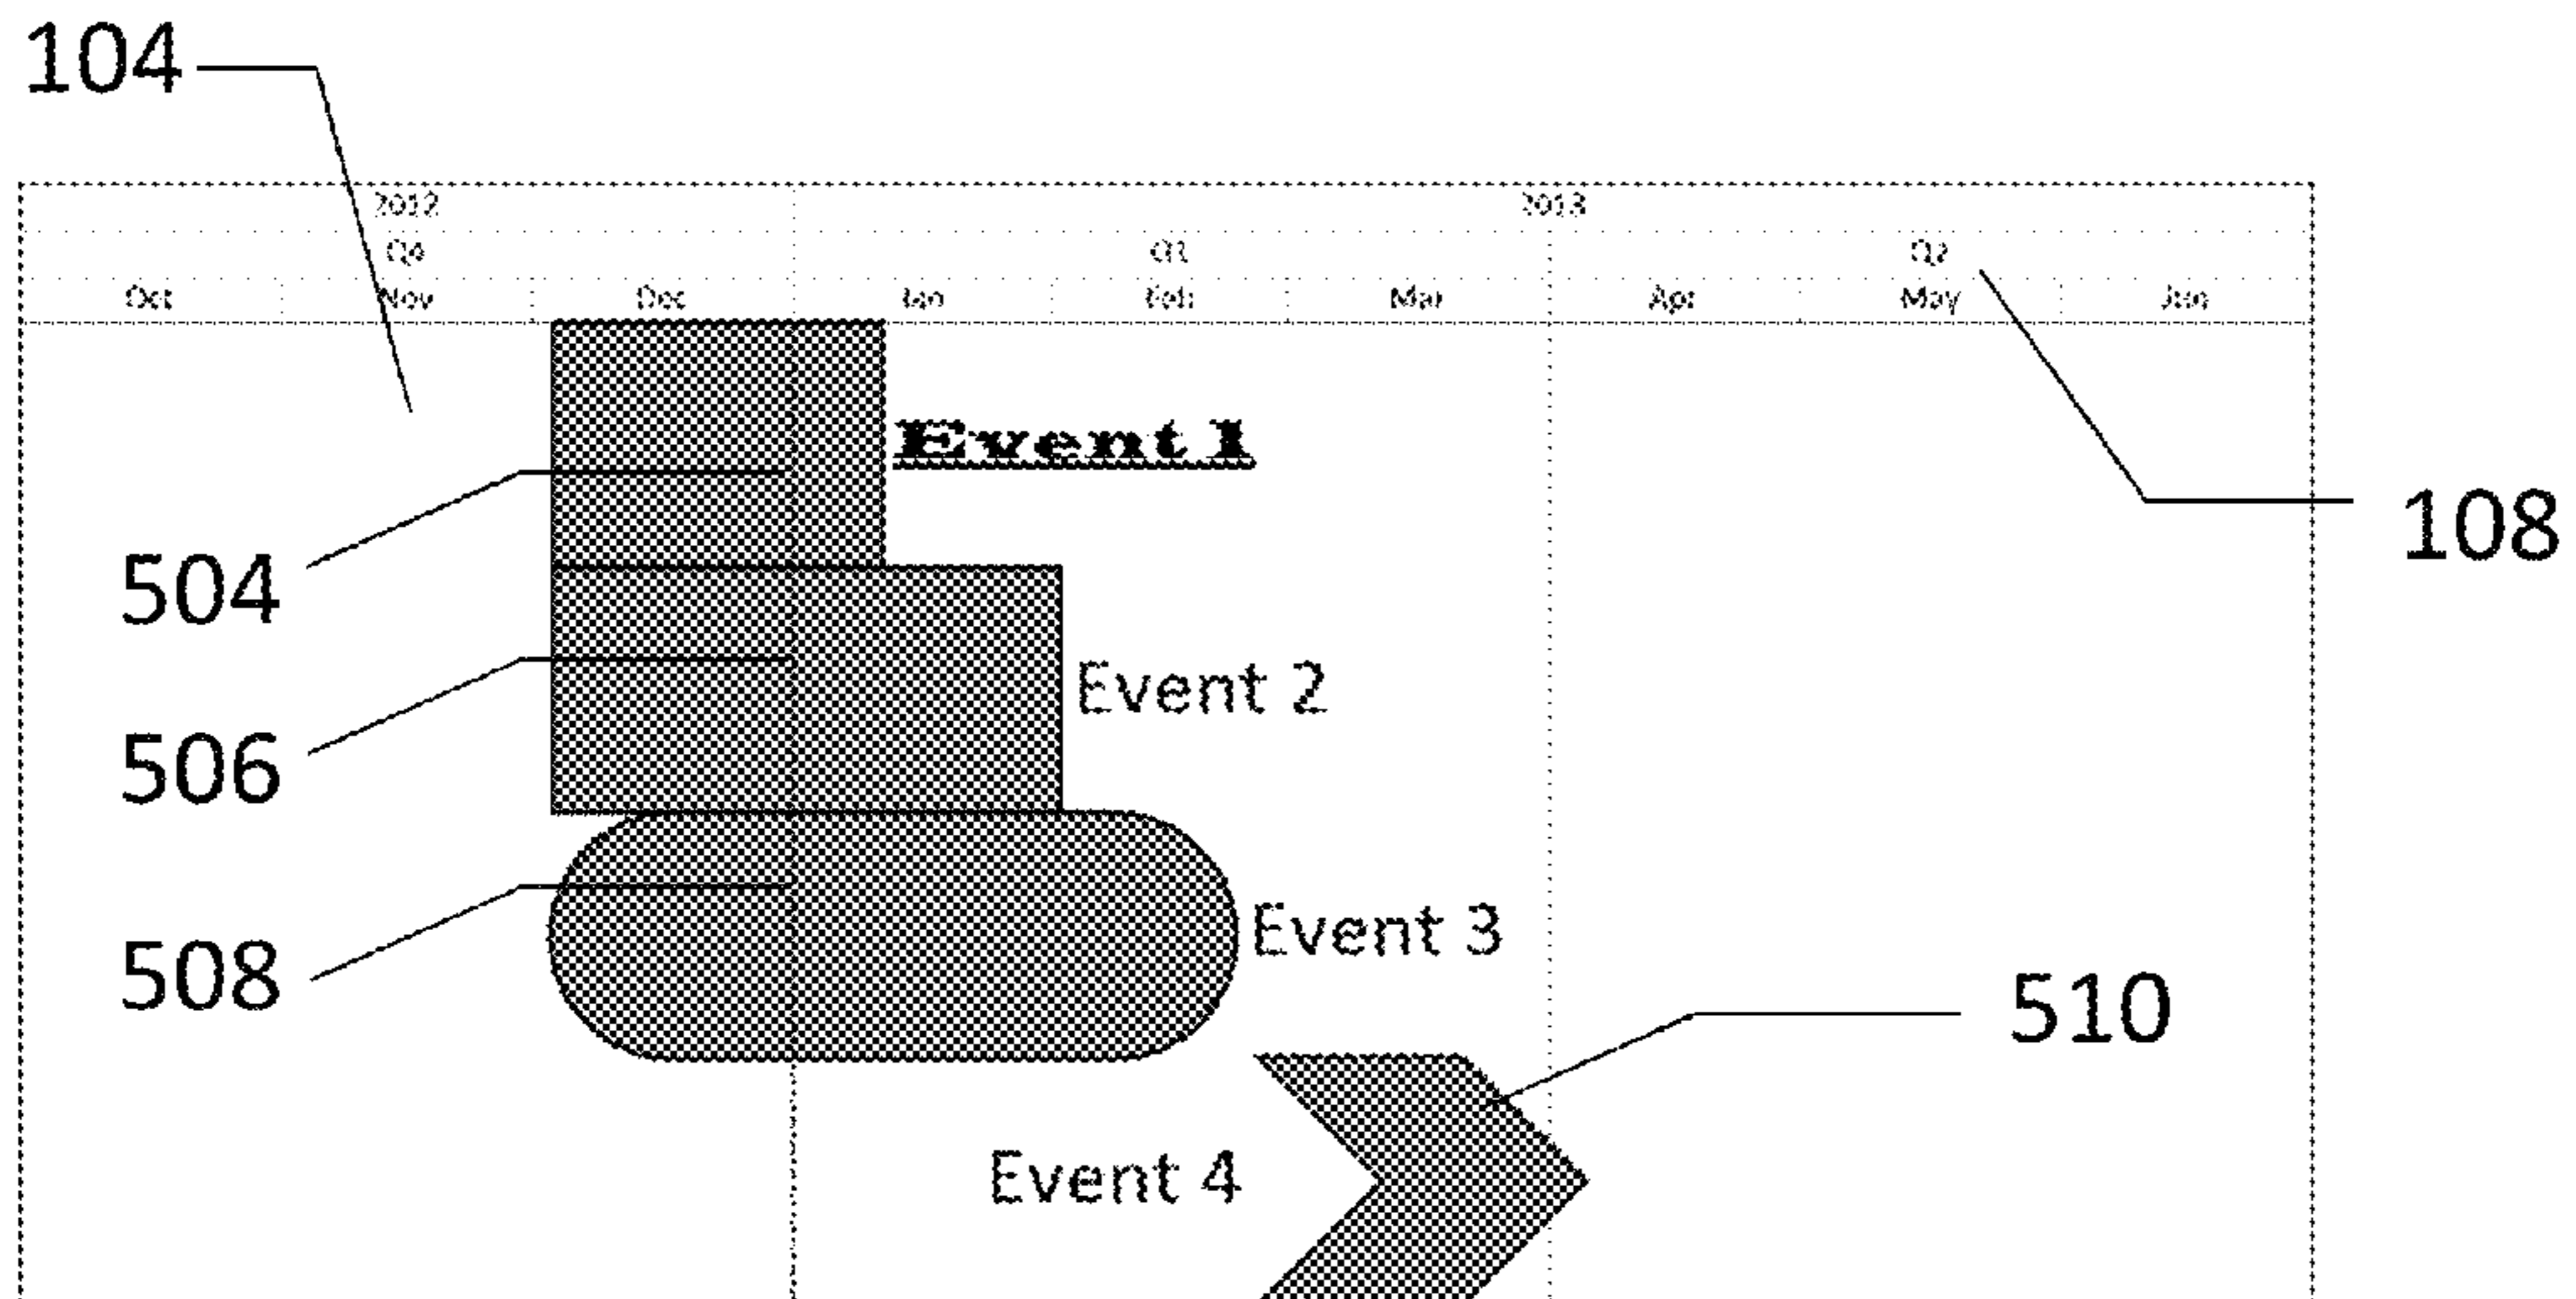 104
2012 2013
Q4 Q1 Q2
Oct Nov Dec Jan Feb Mar Apr May Jun
Event 1
108
504
Event 2
506
Event 3
508
510
Event 4